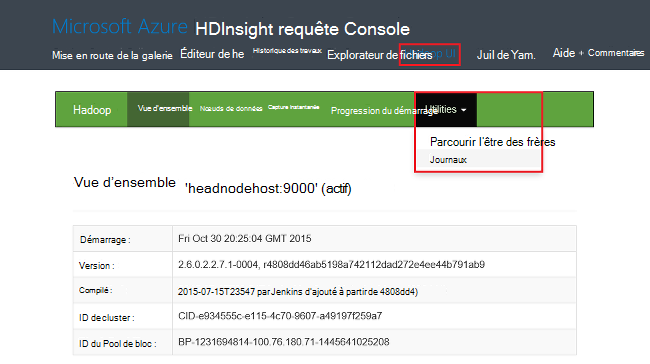 Microsoft Azure HDInsight requête Console
Mise en route de la galerie Éditeur de he Historique des travaux Explorateur de fichiers Juil de Yam. Aide + Commentaires
Hadoop Vue d'ensemble Nœuds de données Capture instantanée Progression du démarrage Utilities
Parcourir l'être des frères
Journaux
Vue d'ensemble 'headnodehost:9000' (actif)
Démarrage : Fri Oct 30 20:25:04 GMT 2015
Version : 2.6.0.2.2.7.1-0004, r4808dd46ab5198a742112dad272e4ee44b791ab9
Compilé : 2015-07-15T23547 par Jenkins d'ajouté à partir de 4808dd4)
ID de cluster : CID-e934555c-e115-4c70-9607-a49197f259a7
ID du Pool de bloc : BP-1231694814-100.76.180.71-1445641025208